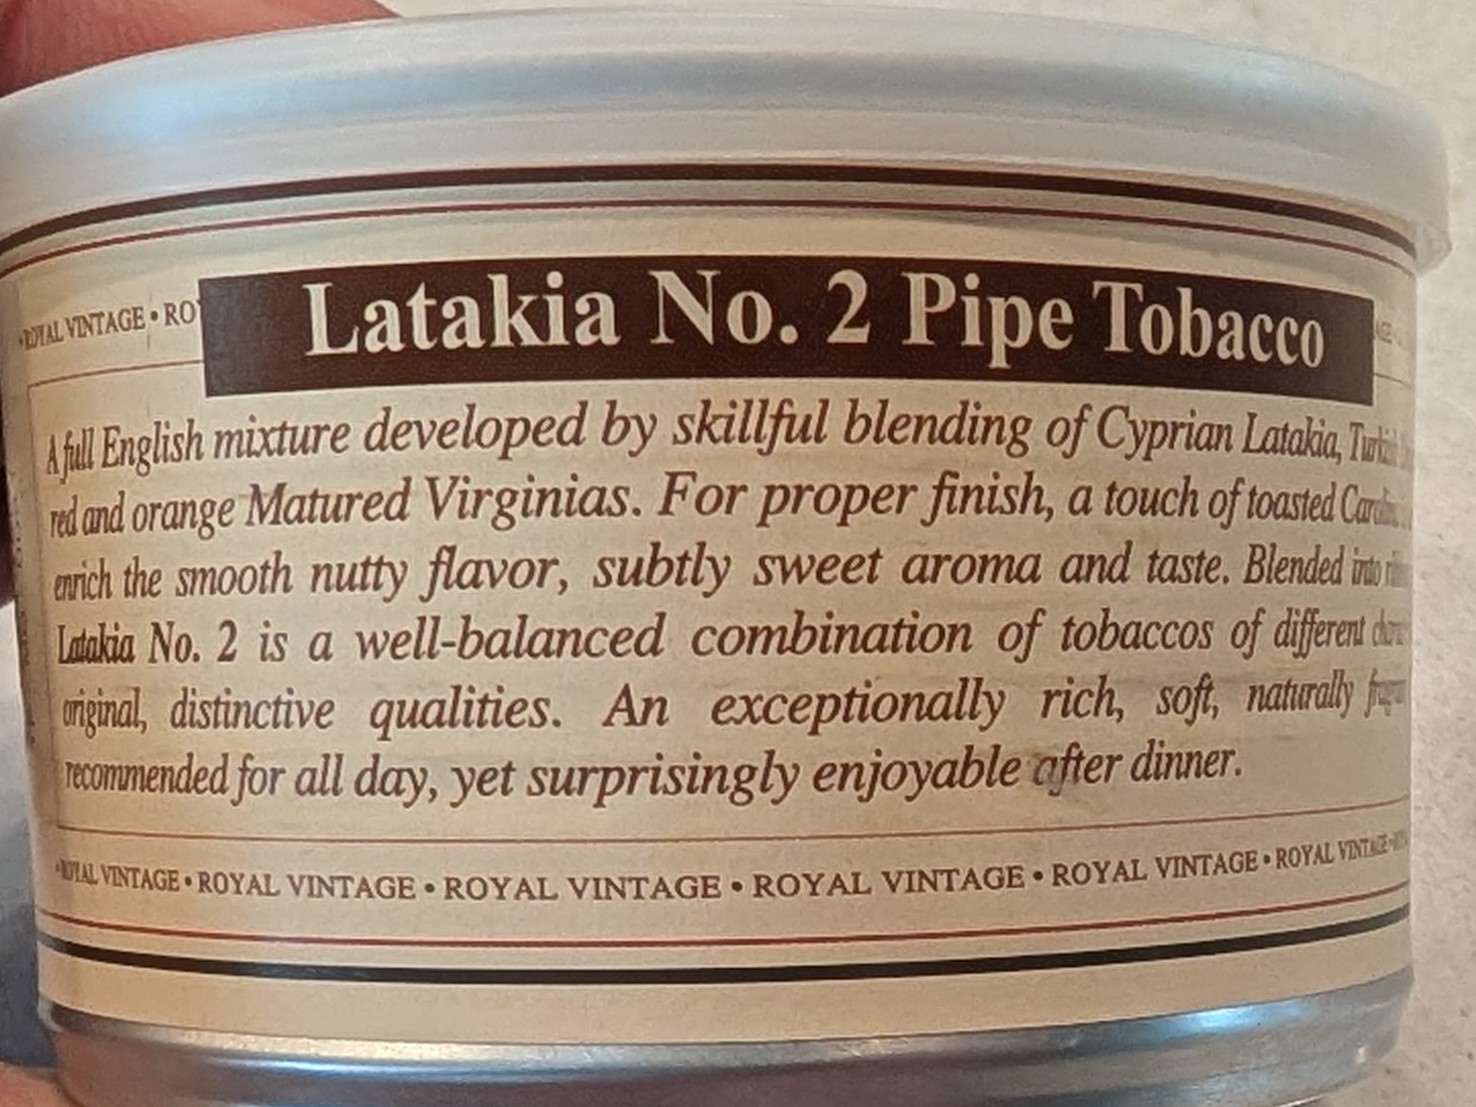 ROYAL VINTAGE •
Latakia No. 2 Pipe Tobacco
A full English mixture developed by skillful blending of Cyprian Latakia,
red and orange Matured Virginias. For proper finish, a touch of toasted
enrich the smooth nutty flavor, subtly sweet aroma and taste. Blended into
Latakia No. 2 is a well-balanced combination of tobaccos of different
original, distinctive qualities. An exceptionally rich, soft, naturally
recommended for all day, yet surprisingly enjoyable after dinner.
• ROYAL VINTAGE • ROYAL VINTAGE • ROYAL VINTAGE • ROYAL VINTAGE • ROYAL VINTAGE •